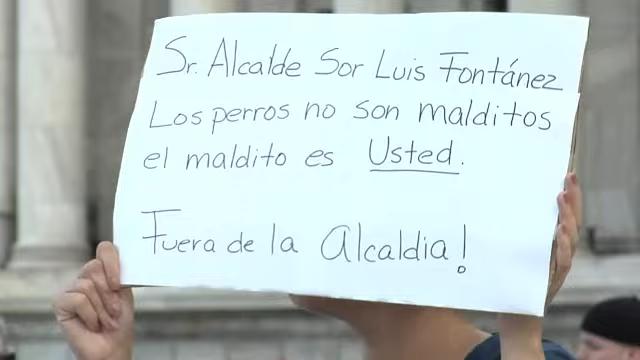 Sr. Alcalde Sor Luis Fontánez
Los perros no son malditos
el maldito es Usted.
Fuera de la Alcaldia!